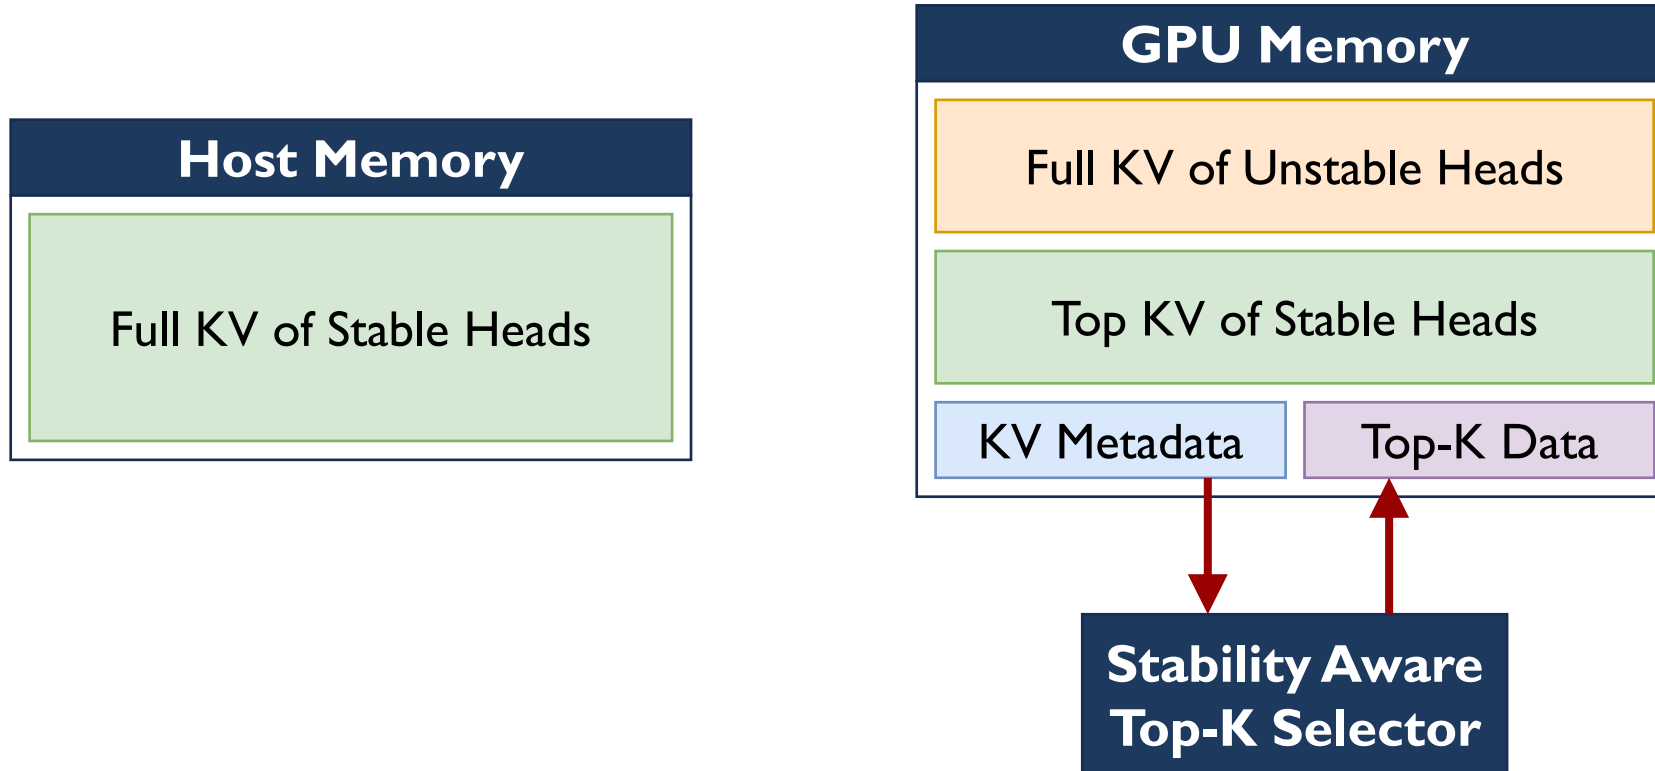 Host Memory
Full KV of Stable Heads
GPU Memory
Full KV of Unstable Heads
Top KV of Stable Heads
KV Metadata
Top-K Data
Stability Aware
Top-K Selector